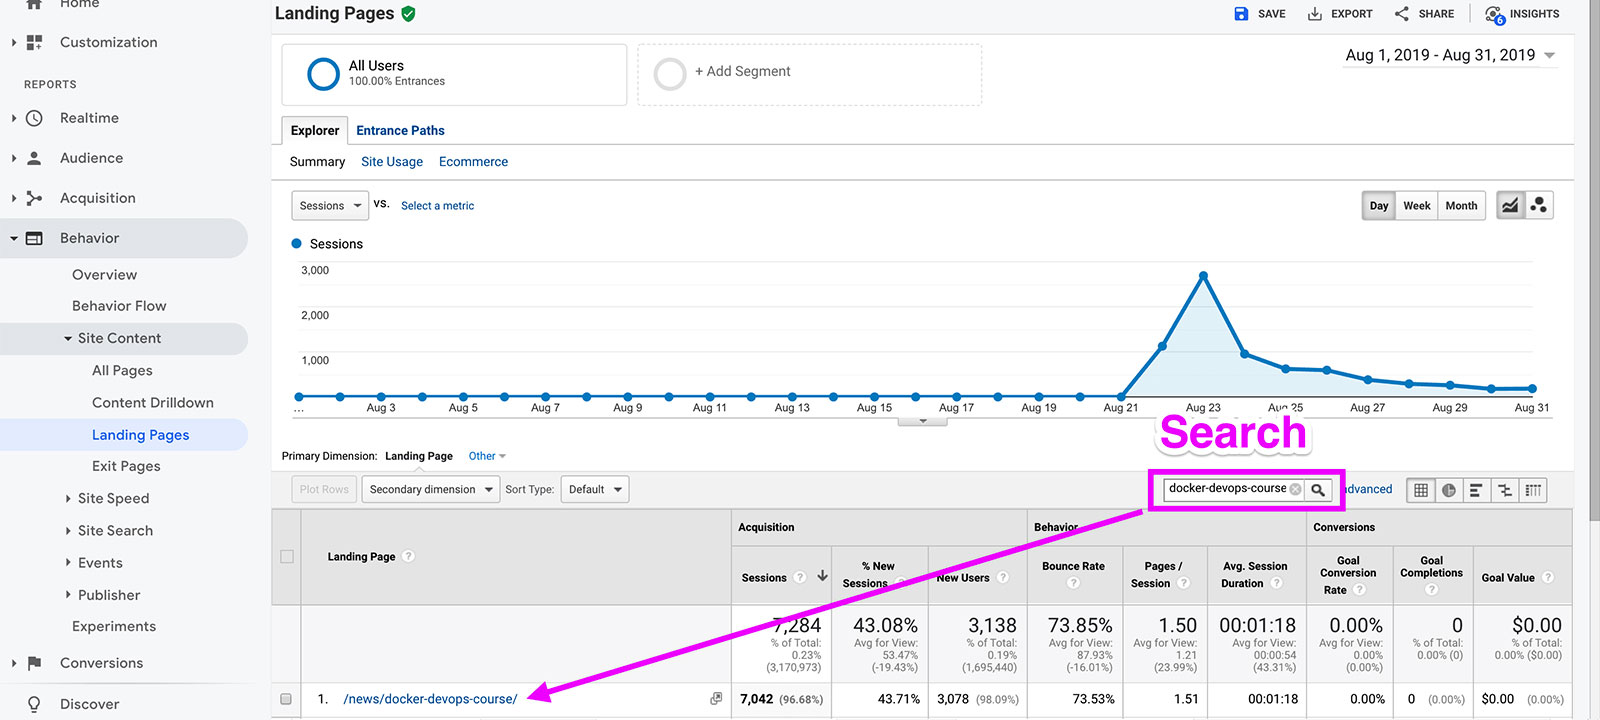 Home
Customization
REPORTS
Realtime
Audience
Acquisition
Behavior
Overview
Behavior Flow
Site Content
All Pages
Content Drilldown
Landing Pages
Exit Pages
Site Speed
Site Search
Events
Publisher
Experiments
Conversions
Discover
Landing Pages
SAVE
EXPORT
SHARE
6
INSIGHTS
All Users
100.00% Entrances
+ Add Segment
Aug 1, 2019 - Aug 31, 2019
Explorer
Entrance Paths
Summary
Site Usage
Ecommerce
Sessions
vs.
Select a metric
Day
Week
Month
Sessions
3,000
2,000
1,000
...
Aug 3
Aug 5
Aug 7
Aug 9
Aug 11
Aug 13
Aug 15
Aug 17
Aug 19
Aug 21
Aug 23
Aug 25
Aug 27
Aug 29
Aug 31
Search
Primary Dimension:
Landing Page
Other
Plot Rows
Secondary dimension
Sort Type:
Default
docker-devops-course
advanced
Landing Page ?
Acquisition
Behavior
Conversions
Sessions ?
% New
Sessions
New Users ?
Bounce Rate
?
Pages /
Session ?
Avg. Session
Duration ?
Goal
Conversion
Rate ?
Goal
Completions
?
Goal Value ?
7,284
% of Total:
0.23%
(3,170,973)
43.08%
Avg for View:
53.47%
(-19.43%)
3,138
% of Total:
0.19%
(1,695,440)
73.85%
Avg for View:
87.93%
(-16.01%)
1.50
Avg for View:
1.21
(23.99%)
00:01:18
Avg for View:
00:00:54
(43.31%)
0.00%
Avg for View:
0.00%
(0.00%)
0
% of Total:
0.00% (0)
$0.00
% of Total:
0.00% ($0.00)
1.
/news/docker-devops-course/
7,042 (96.68%)
43.71%
3,078 (98.09%)
73.53%
1.51
00:01:18
0.00%
0 (0.00%)
$0.00 (0.00%)